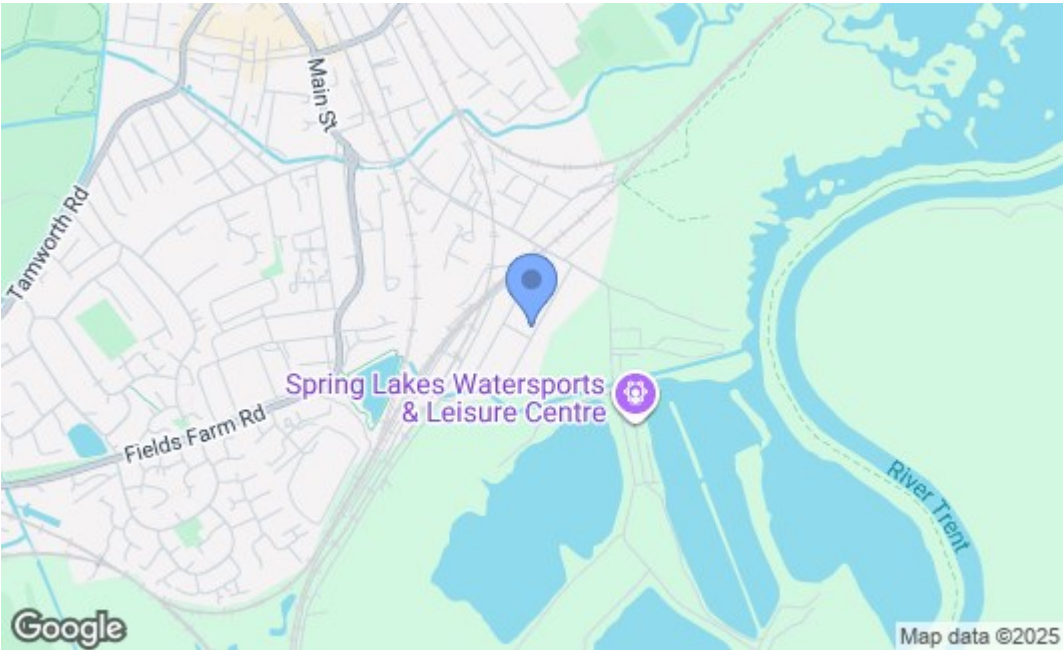 Main St
Tamworth Rd
Spring Lakes Watersports
& Leisure Centre
Fields Farm Rd
River Trent
Google
Map data ©2025